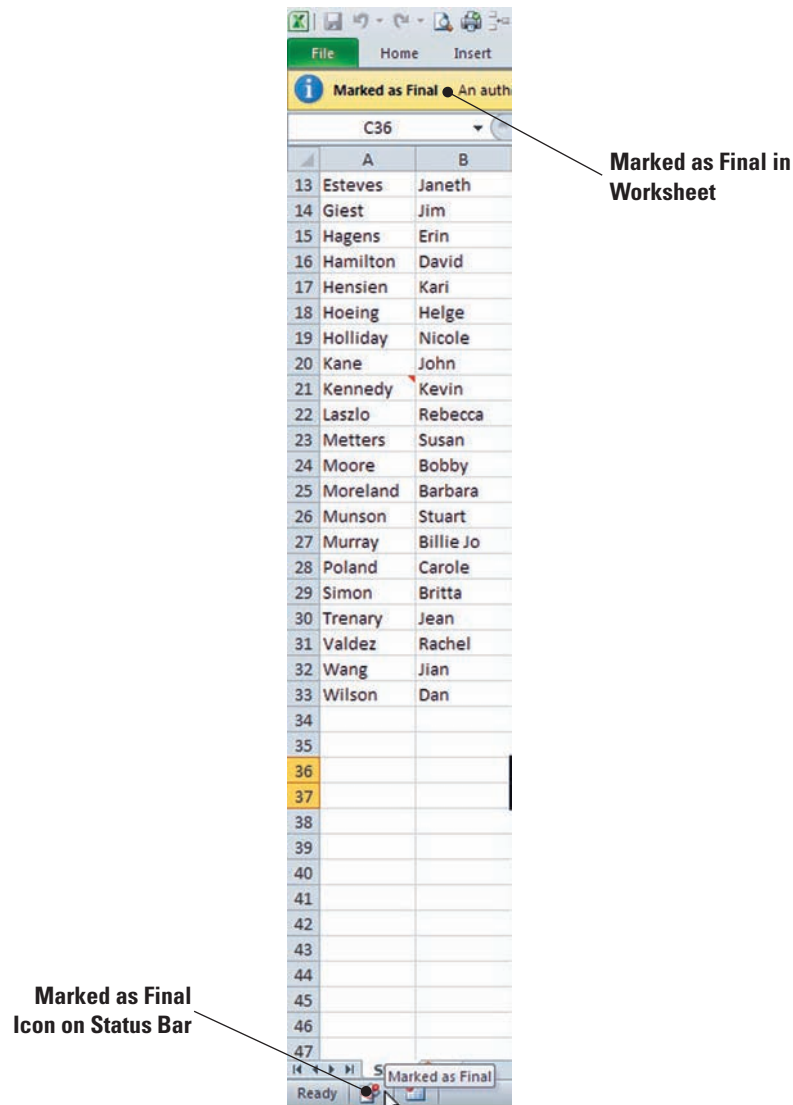 File Home Insert
Marked as Final An auth
C36
Marked as Final in
Worksheet
A B
13 Esteves Janeth
14 Giest Jim
15 Hagens Erin
16 Hamilton David
17 Hensien Kari
18 Hoeing Helge
19 Holliday Nicole
20 Kane John
21 Kennedy Kevin
22 Laszlo Rebecca
23 Metters Susan
24 Moore Bobby
25 Moreland Barbara
26 Munson Stuart
27 Murray Billie Jo
28 Poland Carole
29 Simon Britta
30 Trenary Jean
31 Valdez Rachel
32 Wang Jian
33 Wilson Dan
34
35
36
37
38
39
40
41
42
43
44
45
46
47
Marked as Final
Icon on Status Bar
S Marked as Final
Ready